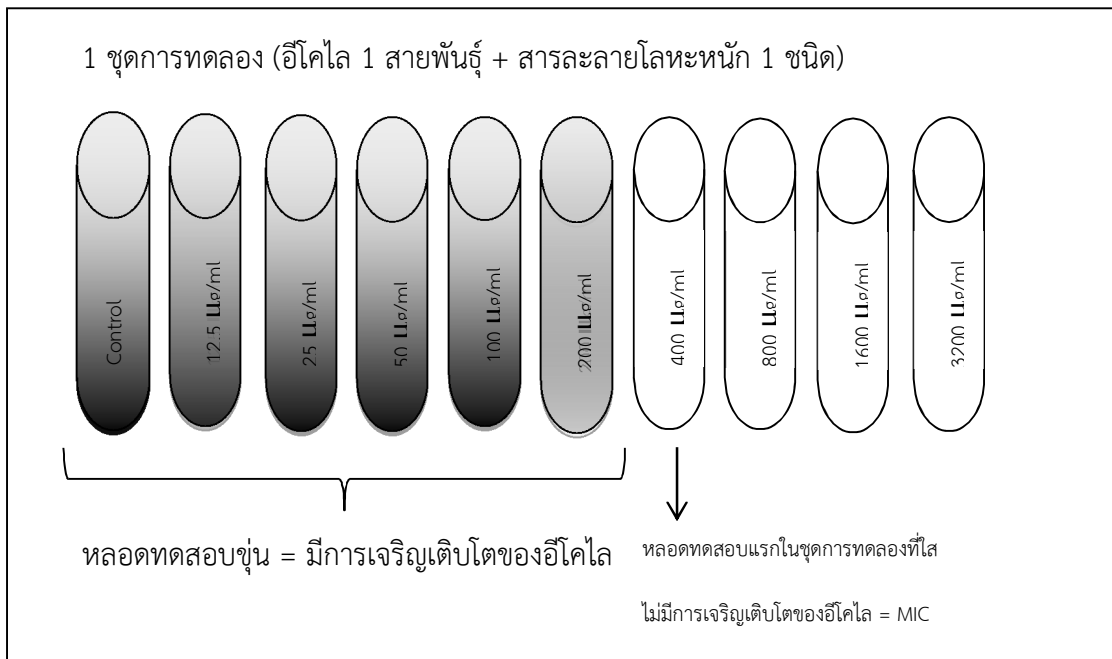 1 ชุดการทดลอง (อีโคไล 1 สายพันธุ์ + สารละลายโลหะหนัก 1 ชนิด)
Control
12.5 µg/ml
25 µg/ml
50 µg/ml
100 µg/ml
200 µg/ml
400 µg/ml
800 µg/ml
1600 µg/ml
3200 µg/ml
หลอดทดสอบขุ่น = มีการเจริญเติบโตของอีโคไล
หลอดทดสอบแรกในชุดการทดลองที่ใส
ไม่มีการเจริญเติบโตของอีโคไล = MIC